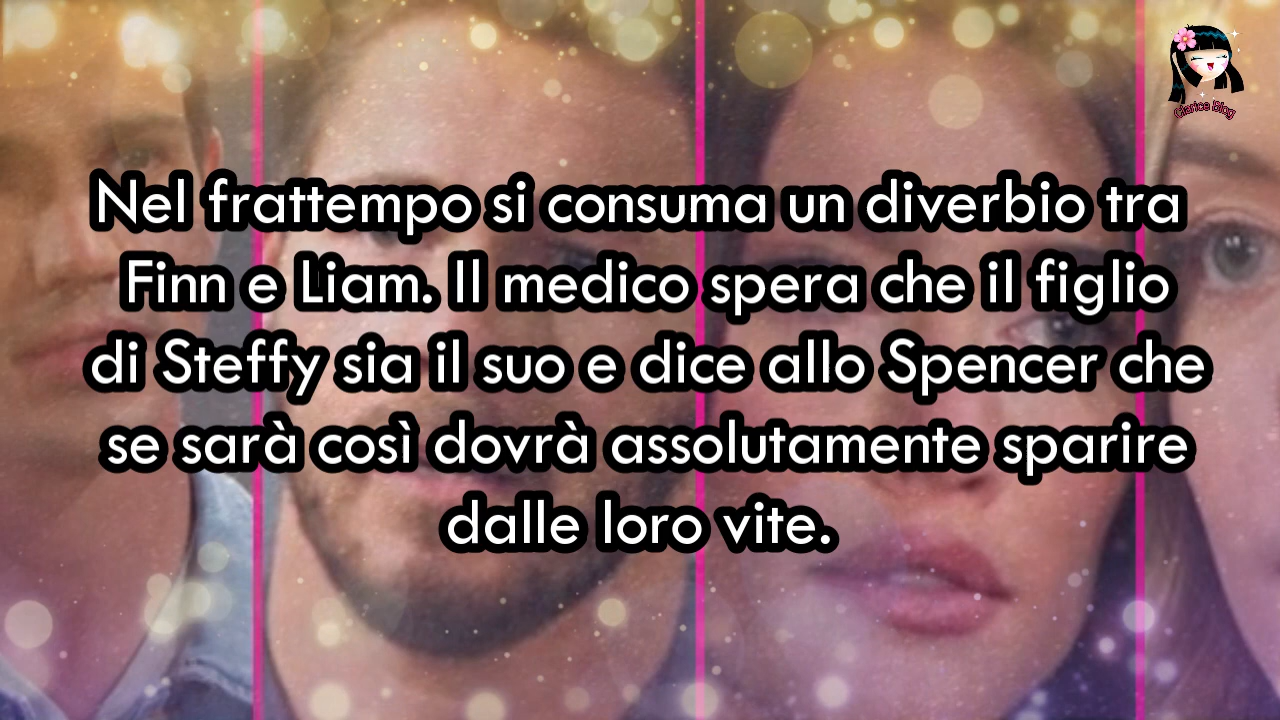 Clarice Blog
Nel frattempo si consuma un diverbio tra
Finn e Liam. Il medico spera che il figlio
di Steffy sia il suo e dice allo Spencer che
se sarà così dovrà assolutamente sparire
dalle loro vite.